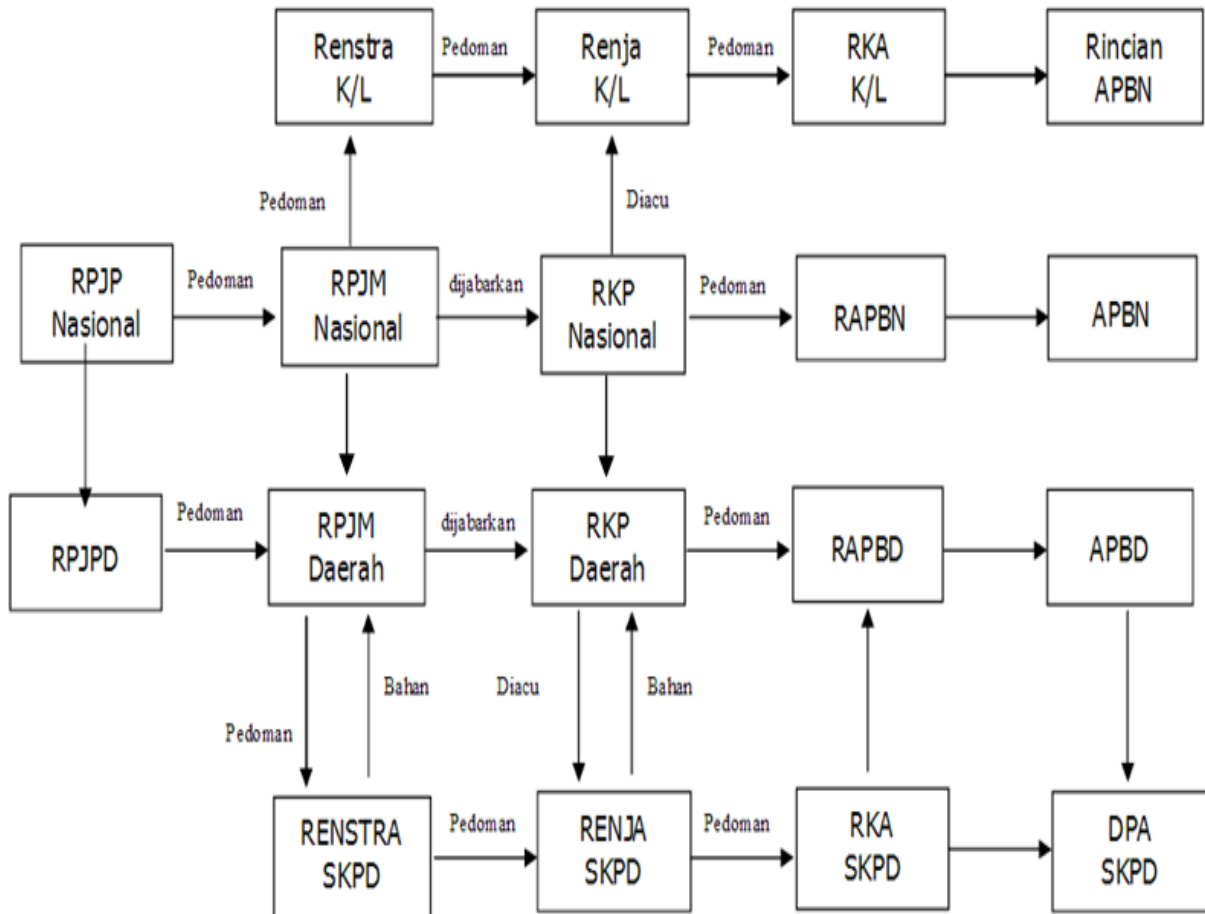 Renstra
K/L
Pedoman
Renja
K/L
Pedoman
RKA
K/L
Rincian
APBN
Pedoman
Diacu
RPJP
Nasional
Pedoman
RPJM
Nasional
dijabarkan
RKP
Nasional
Pedoman
RAPBN
APBN
RPJPD
Pedoman
RPJM
Daerah
dijabarkan
RKP
Daerah
Pedoman
RAPBD
APBD
Pedoman
Bahan
Diacu
Bahan
RENSTRA
SKPD
Pedoman
RENJA
SKPD
Pedoman
RKA
SKPD
DPA
SKPD